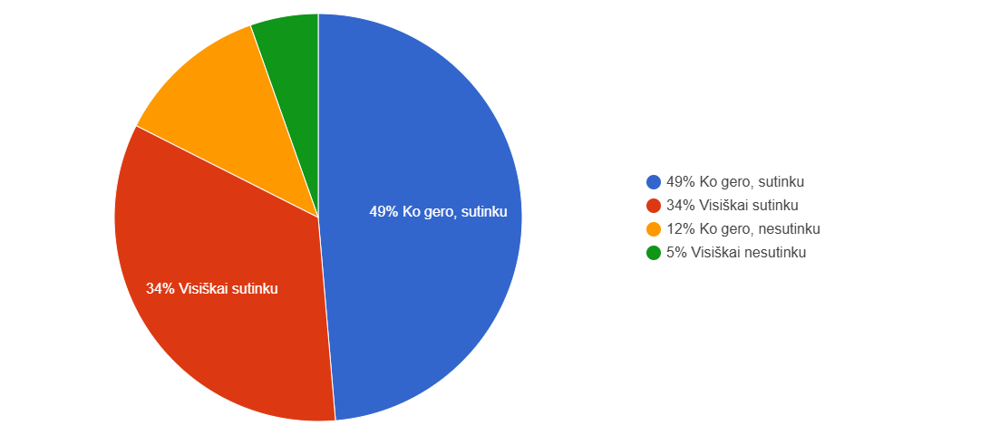 49% Ko gero, sutinku
34% Visiškai sutinku
49% Ko gero, sutinku
34% Visiškai sutinku
12% Ko gero, nesutinku
5% Visiškai nesutinku